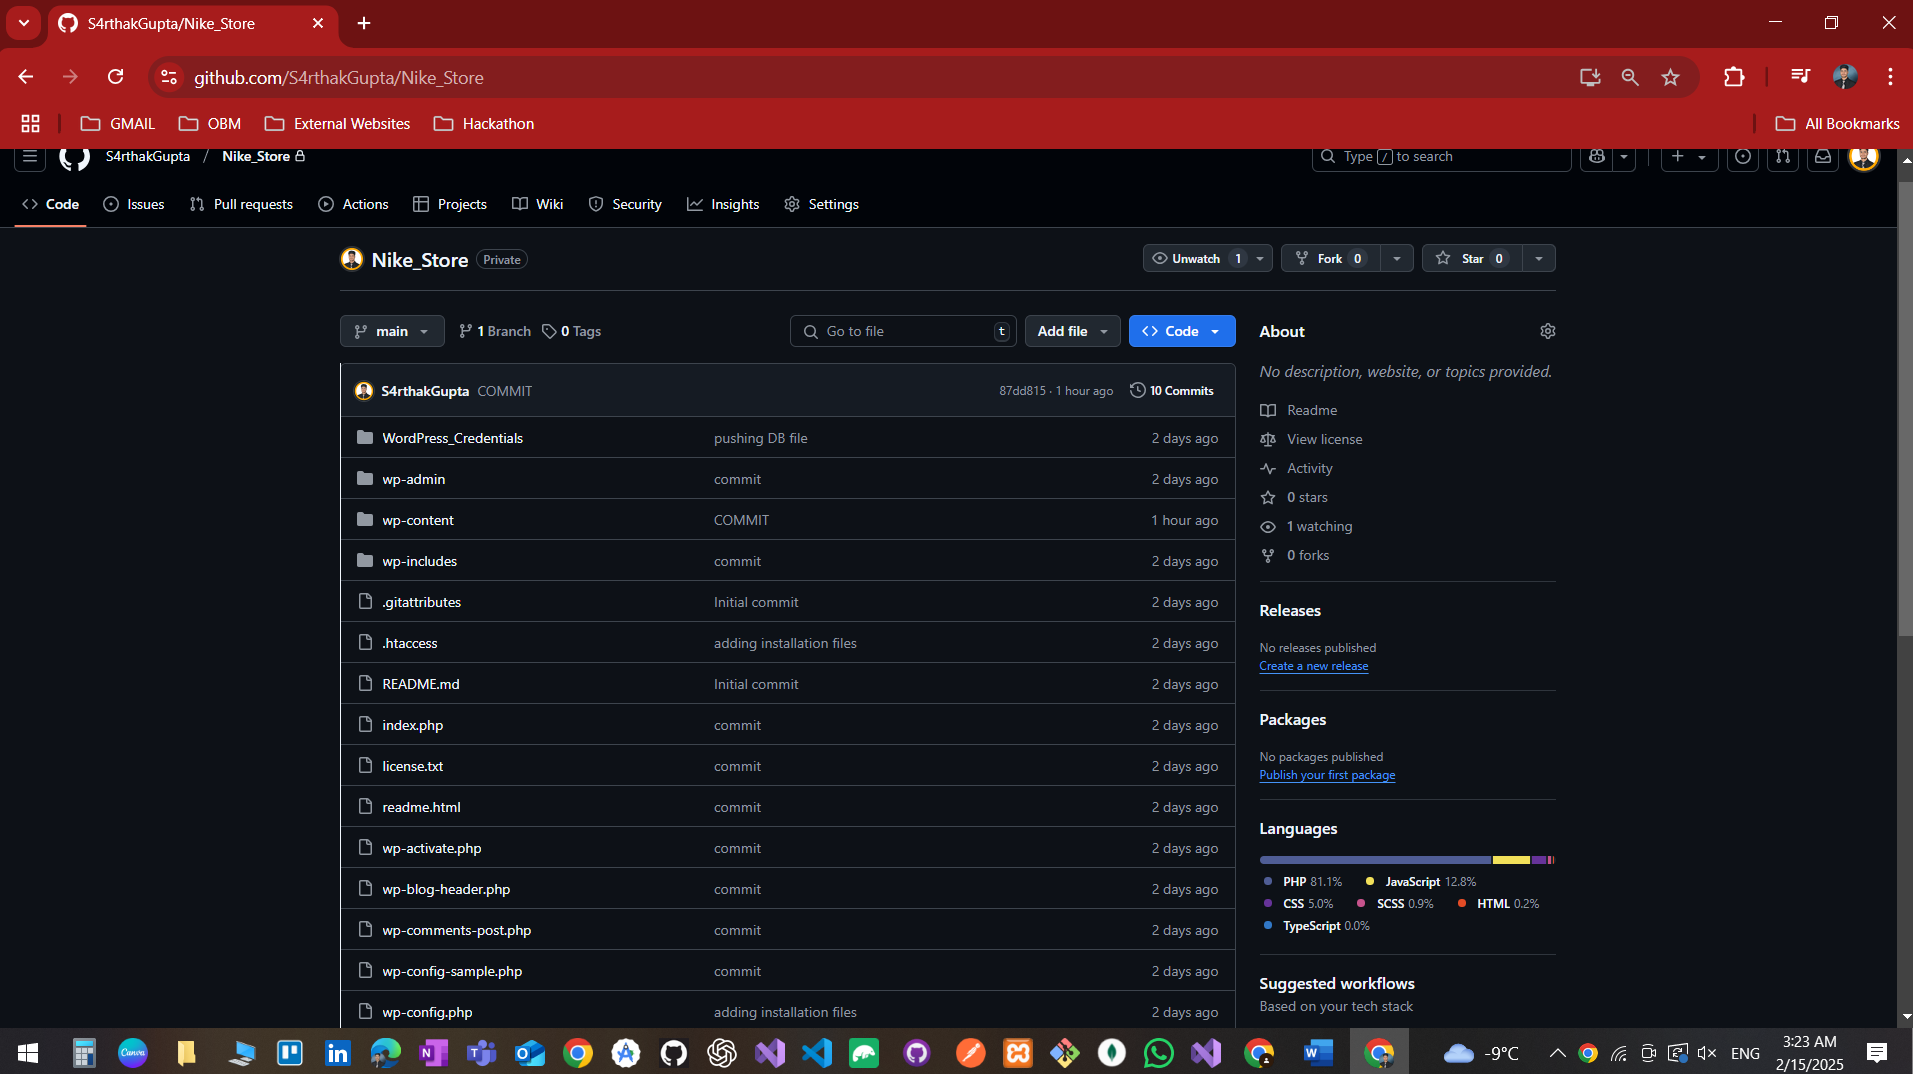 S4rthakGupta/Nike_Store
github.com/S4rthakGupta/Nike_Store
GMAIL
OBM
External Websites
Hackathon
All Bookmarks
S4rthakGupta / Nike_Store
Type / to search
Code
Issues
Pull requests
Actions
Projects
Wiki
Security
Insights
Settings
Nike_Store Private
Unwatch 1
Fork 0
Star 0
main
1 Branch
0 Tags
Go to file t
Add file
Code
S4rthakGupta COMMIT 87dd815 · 1 hour ago 10 Commits
WordPress_Credentials pushing DB file 2 days ago
wp-admin commit 2 days ago
wp-content COMMIT 1 hour ago
wp-includes commit 2 days ago
.gitattributes Initial commit 2 days ago
.htaccess adding installation files 2 days ago
README.md Initial commit 2 days ago
index.php commit 2 days ago
license.txt commit 2 days ago
readme.html commit 2 days ago
wp-activate.php commit 2 days ago
wp-blog-header.php commit 2 days ago
wp-comments-post.php commit 2 days ago
wp-config-sample.php commit 2 days ago
wp-config.php adding installation files 2 days ago
About
No description, website, or topics provided.
Readme
View license
Activity
0 stars
1 watching
0 forks
Releases
No releases published
Create a new release
Packages
No packages published
Publish your first package
Languages
PHP 81.1% JavaScript 12.8%
CSS 5.0% SCSS 0.9% HTML 0.2%
TypeScript 0.0%
Suggested workflows
Based on your tech stack
Canva
-9°C
ENG
3:23 AM
2/15/2025